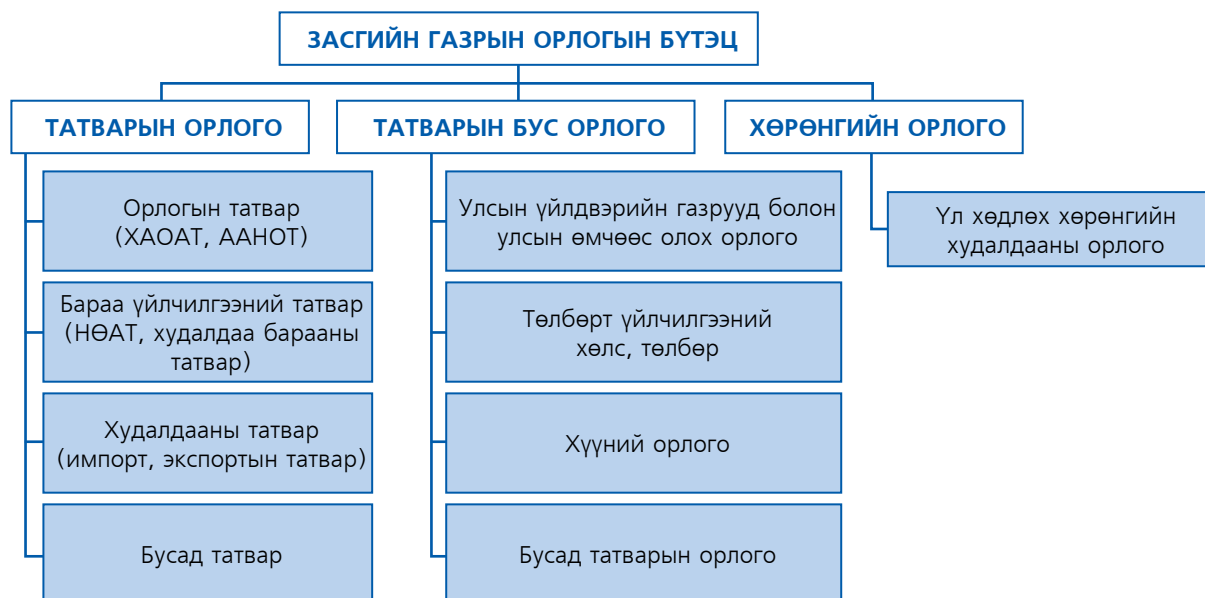 ЗАСГИЙН ГАЗРЫН ОРЛОГЫН БҮТЭЦ
ТАТВАРЫН ОРЛОГО
Орлогын татвар
(ХАОАТ, ААНОТ)
Бараа үйлчилгээний татвар
(НӨАТ, худалдаа барааны
татвар)
Худалдааны татвар
(импорт, экспортын татвар)
Бусад татвар
ТАТВАРЫН БУС ОРЛОГО
Улсын үйлдвэрийн газрууд болон
улсын өмчөөс олох орлого
Төлбөрт үйлчилгээний
хөлс, төлбөр
Хүүний орлого
Бусад татварын орлого
ХӨРӨНГИЙН ОРЛОГО
Үл хөдлөх хөрөнгийн
худалдааны орлого